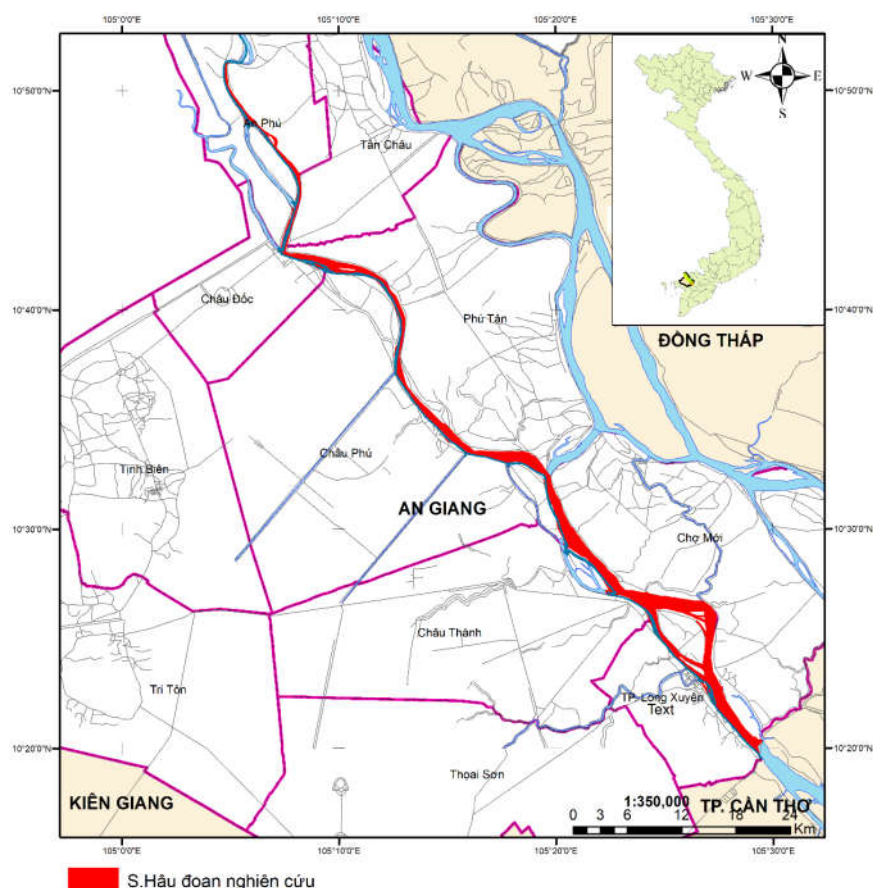 105°0'0"E 105°10'0"E 105°20'0"E 105°30'0"E
N
W E
S
10°50'0"N 10°50'0"N
An Phú
Tân Châu
10°40'0"N 10°40'0"N
Châu Đốc
Phú Tân
ĐỒNG THÁP
Châu Phú
Tịnh Biên
AN GIANG
10°30'0"N 10°30'0"N
Chợ Mới
Châu Thành
Tri Tôn
TP. Long Xuyên
Text
10°20'0"N 10°20'0"N
Thoại Sơn
KIÊN GIANG
1:350,000
TP. CẦN THƠ
0 3 6 12 18 24
Km
105°0'0"E 105°10'0"E 105°20'0"E 105°30'0"E
S.Hậu đoạn nghiên cứu